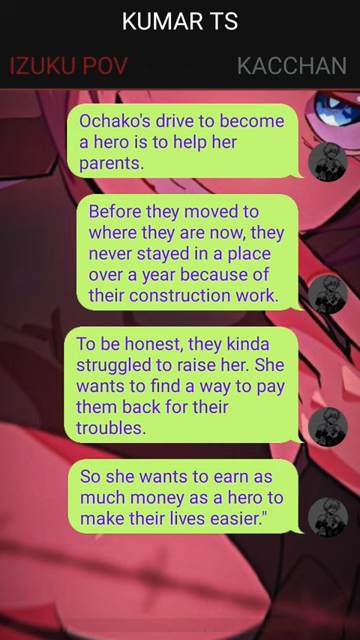 KUMAR TS
IZUKU POV
KACCHAN
Ochako's drive to become
a hero is to help her
parents.
Before they moved to
where they are now, they
never stayed in a place
over a year because of
their construction work.
To be honest, they kinda
struggled to raise her. She
wants to find a way to pay
them back for their
troubles.
So she wants to earn as
much money as a hero to
make their lives easier."